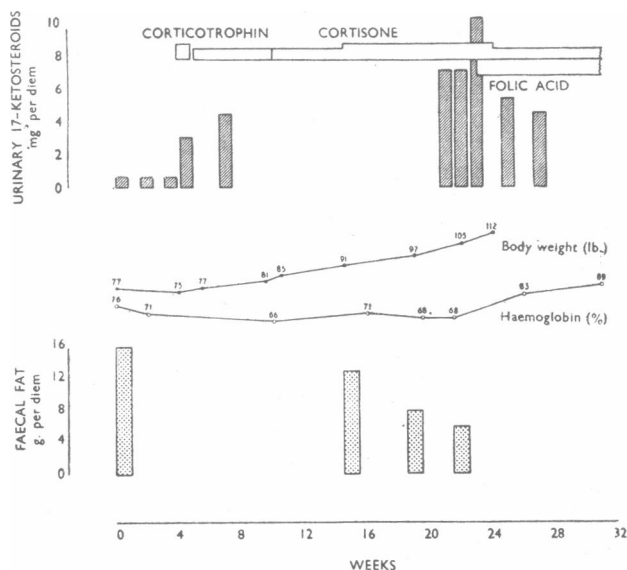 CORTICOTROPHIN CORTISONE
FOLIC ACID
URINARY 17-KETOSTEROIDS
mg per diem
10
8
6
4
2
0
77 75 77 81 85 91 97 105 112
Body weight (lb.)
76 71 66 71 68 68 83 89
Haemoglobin (%)
FAECAL FAT
g. per diem
16
12
8
4
0
0 4 8 12 16 20 24 28 32
WEEKS